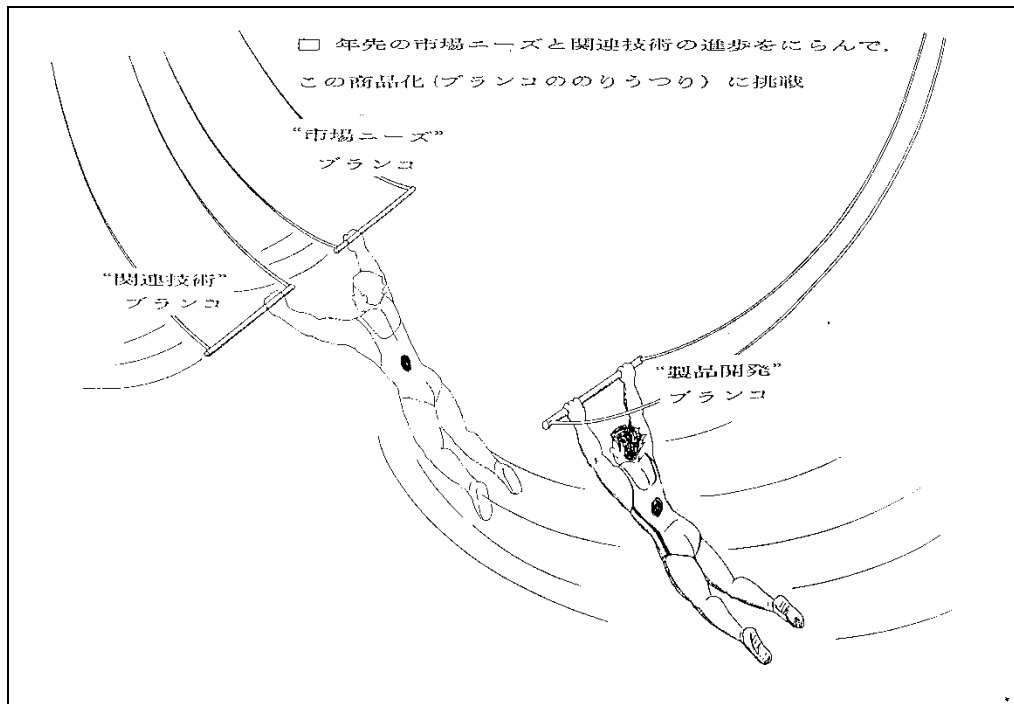 □ 年先の市場ニーズと関連技術の進歩をにらんで,
この商品化(ブランコののりうつり)に挑戦
“市場ニーズ”
ブランコ
“関連技術”
ブランコ
“製品開発”
ブランコ